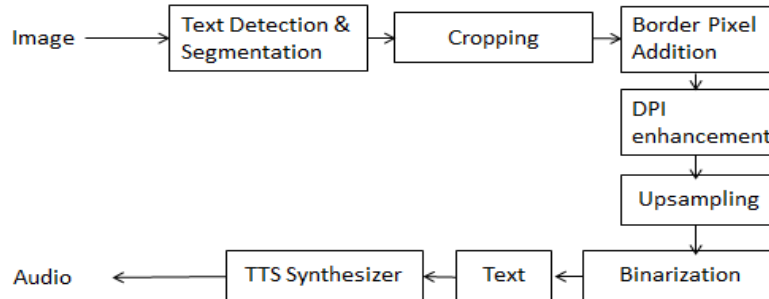 Image
Text Detection &
Segmentation
Cropping
Border Pixel
Addition
DPI
enhancement
Upsampling
Binarization
Text
TTS Synthesizer
Audio